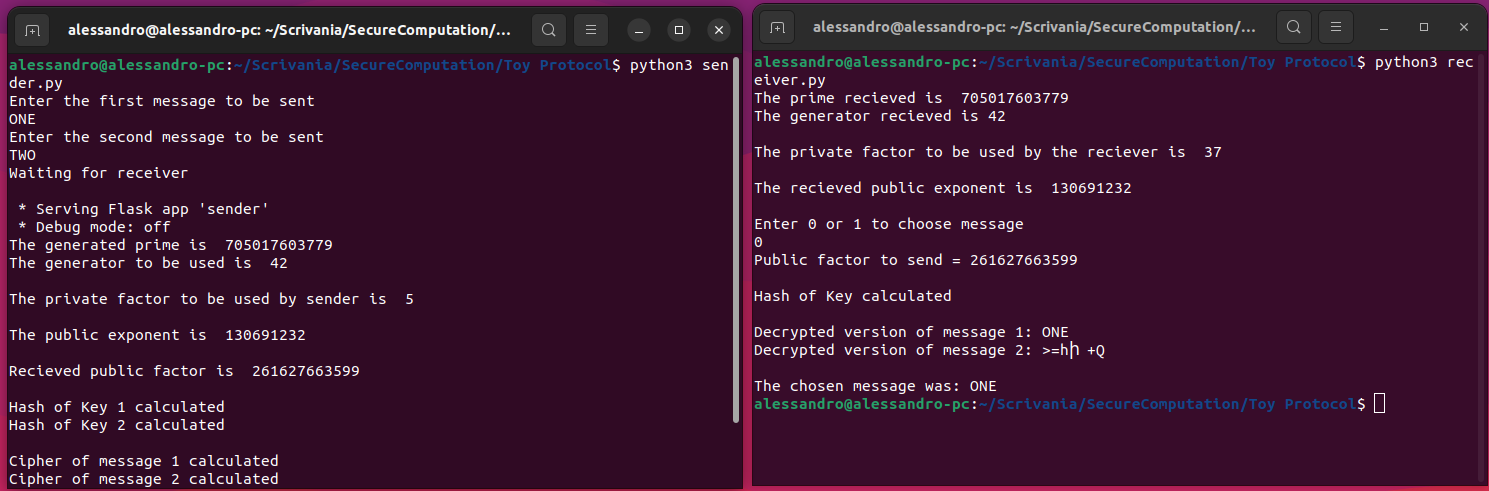 alessandro@alessandro-pc: ~/Scrivania/SecureComputation/...
alessandro@alessandro-pc:~/Scrivania/SecureComputation/Toy Protocol$ python3 sen
der.py
Enter the first message to be sent
ONE
Enter the second message to be sent
TWO
Waiting for receiver
* Serving Flask app 'sender'
* Debug mode: off
The generated prime is  705017603779
The generator to be used is  42
The private factor to be used by sender is  5
The public exponent is  130691232
Recieved public factor is  261627663599
Hash of Key 1 calculated
Hash of Key 2 calculated
Cipher of message 1 calculated
Cipher of message 2 calculated
alessandro@alessandro-pc: ~/Scrivania/SecureComputation/...
alessandro@alessandro-pc:~/Scrivania/SecureComputation/Toy Protocol$ python3 rec
eiver.py
The prime recieved is  705017603779
The generator recieved is 42
The private factor to be used by the reciever is  37
The recieved public exponent is  130691232
Enter 0 or 1 to choose message
0
Public factor to send = 261627663599
Hash of Key calculated
Decrypted version of message 1: ONE
Decrypted version of message 2:
The chosen message was: ONE
alessandro@alessandro-pc:~/Scrivania/SecureComputation/Toy Protocol$